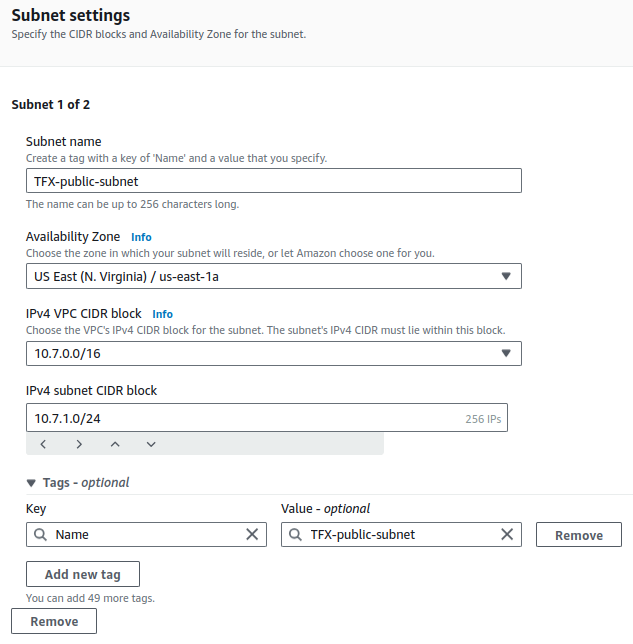 Subnet settings
Specify the CIDR blocks and Availability Zone for the subnet.
Subnet 1 of 2
Subnet name
Create a tag with a key of 'Name' and a value that you specify.
TFX-public-subnet
The name can be up to 256 characters long.
Availability Zone Info
Choose the zone in which your subnet will reside, or let Amazon choose one for you.
US East (N. Virginia) / us-east-1a
IPv4 VPC CIDR block Info
Choose the VPC's IPv4 CIDR block for the subnet. The subnet's IPv4 CIDR must lie within this block.
10.7.0.0/16
IPv4 subnet CIDR block
10.7.1.0/24 256 IPs
Tags - optional
Key Value - optional
Name TFX-public-subnet Remove
Add new tag
You can add 49 more tags.
Remove